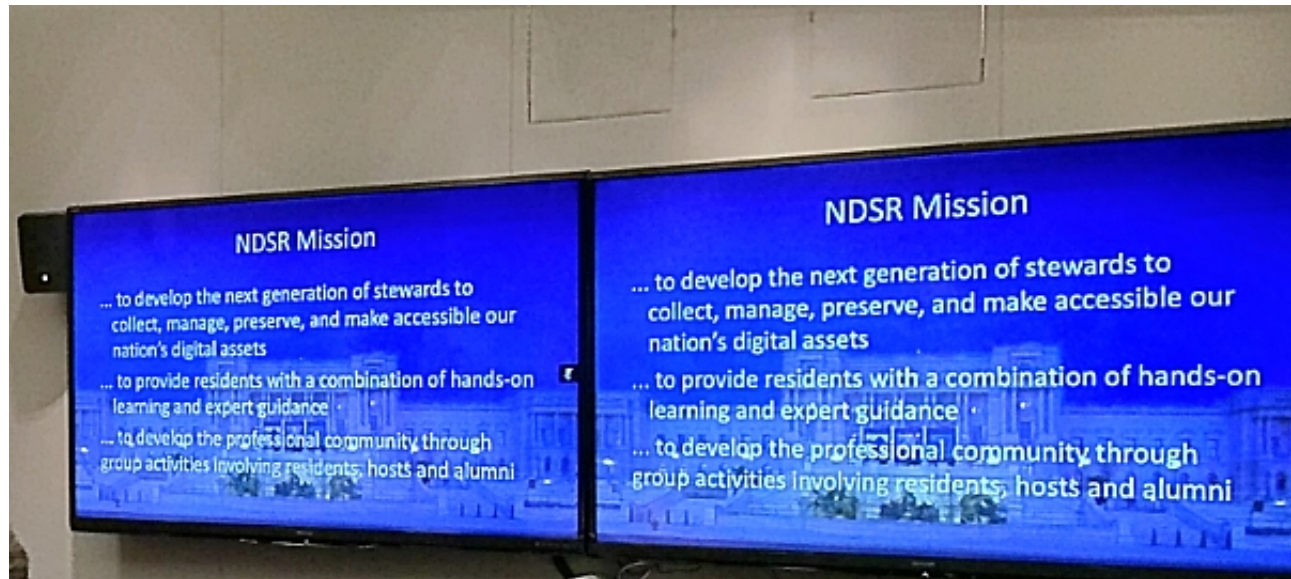 NDSR Mission
... to develop the next generation of stewards to
collect, manage, preserve, and make accessible our
nation's digital assets
... to provide residents with a combination of hands-on
learning and expert guidance
... to develop the professional community through
group activities involving residents, hosts and alumni
NDSR Mission
... to develop the next generation of stewards to
collect, manage, preserve, and make accessible our
nation's digital assets
... to provide residents with a combination of hands-on
learning and expert guidance
... to develop the professional community through
group activities involving residents, hosts and alumni